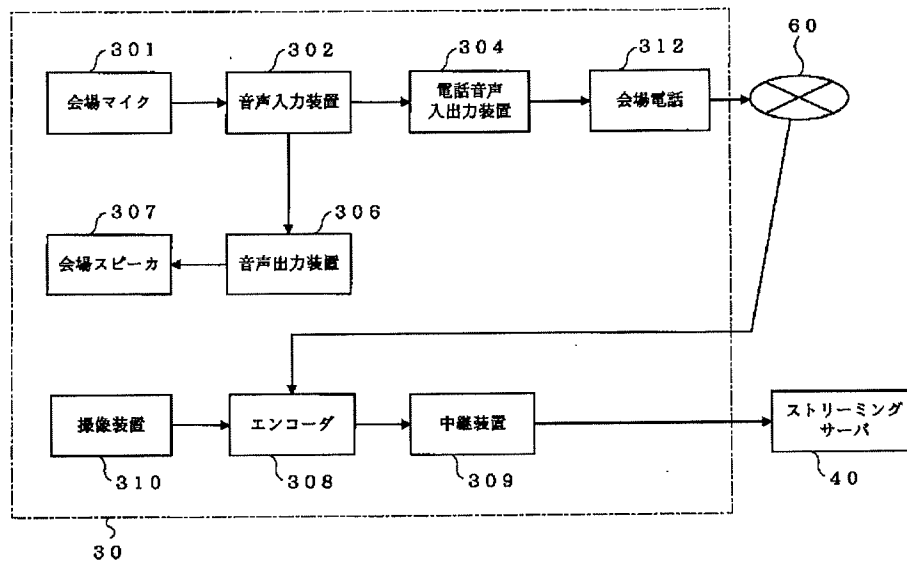 301
302
304
312
60
会場マイク
音声入力装置
電話音声
入出力装置
会場電話
307
306
会場スピーカ
音声出力装置
撮像装置
エンコーダ
中継装置
ストリーミング
サーバ
310
308
309
40
30